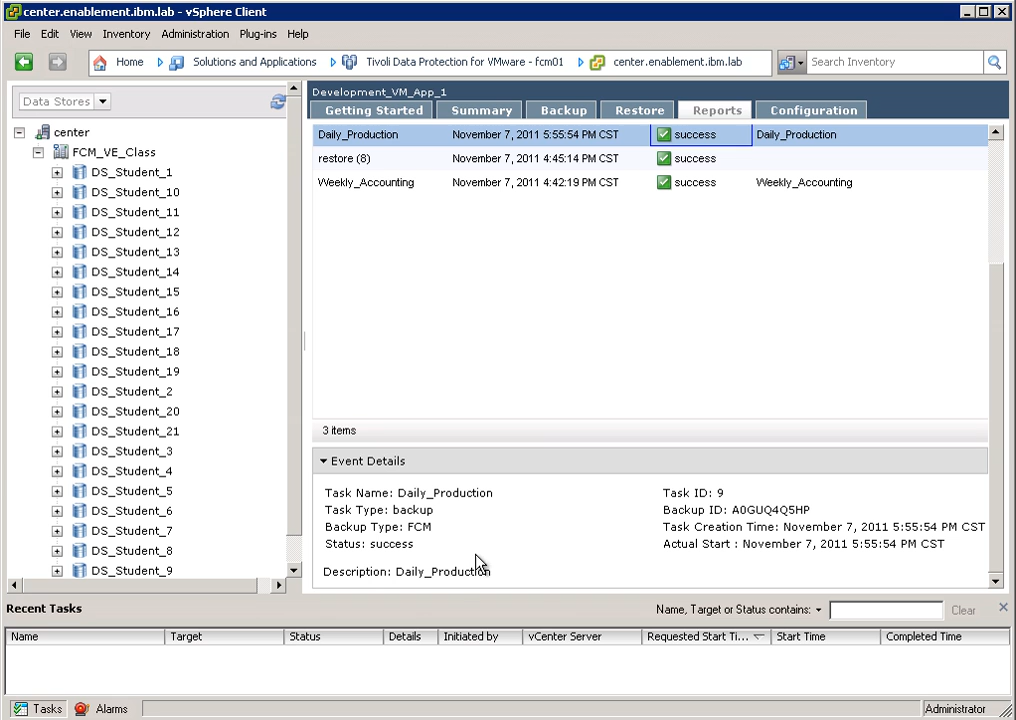 center.enablement.ibm.lab - vSphere Client
File Edit View Inventory Administration Plug-ins Help
Home Solutions and Applications Tivoli Data Protection for VMware - fcm01 center.enablement.ibm.lab Search Inventory
Data Stores
center
FCM_VE_Class
DS_Student_1
DS_Student_10
DS_Student_11
DS_Student_12
DS_Student_13
DS_Student_14
DS_Student_15
DS_Student_16
DS_Student_17
DS_Student_18
DS_Student_19
DS_Student_2
DS_Student_20
DS_Student_21
DS_Student_3
DS_Student_4
DS_Student_5
DS_Student_6
DS_Student_7
DS_Student_8
DS_Student_9
Development_VM_App_1
Getting Started Summary Backup Restore Reports Configuration
Daily_Production November 7, 2011 5:55:54 PM CST success Daily_Production
restore (8) November 7, 2011 4:45:14 PM CST success
Weekly_Accounting November 7, 2011 4:42:19 PM CST success Weekly_Accounting
3 items
Event Details
Task Name: Daily_Production Task ID: 9
Task Type: backup Backup ID: A0GUQ4Q5HP
Backup Type: FCM Task Creation Time: November 7, 2011 5:55:54 PM CST
Status: success Actual Start : November 7, 2011 5:55:54 PM CST
Description: Daily_Production
Recent Tasks Name, Target or Status contains: Clear
Name Target Status Details Initiated by vCenter Server Requested Start Ti... Start Time Completed Time
Tasks Alarms Administrator